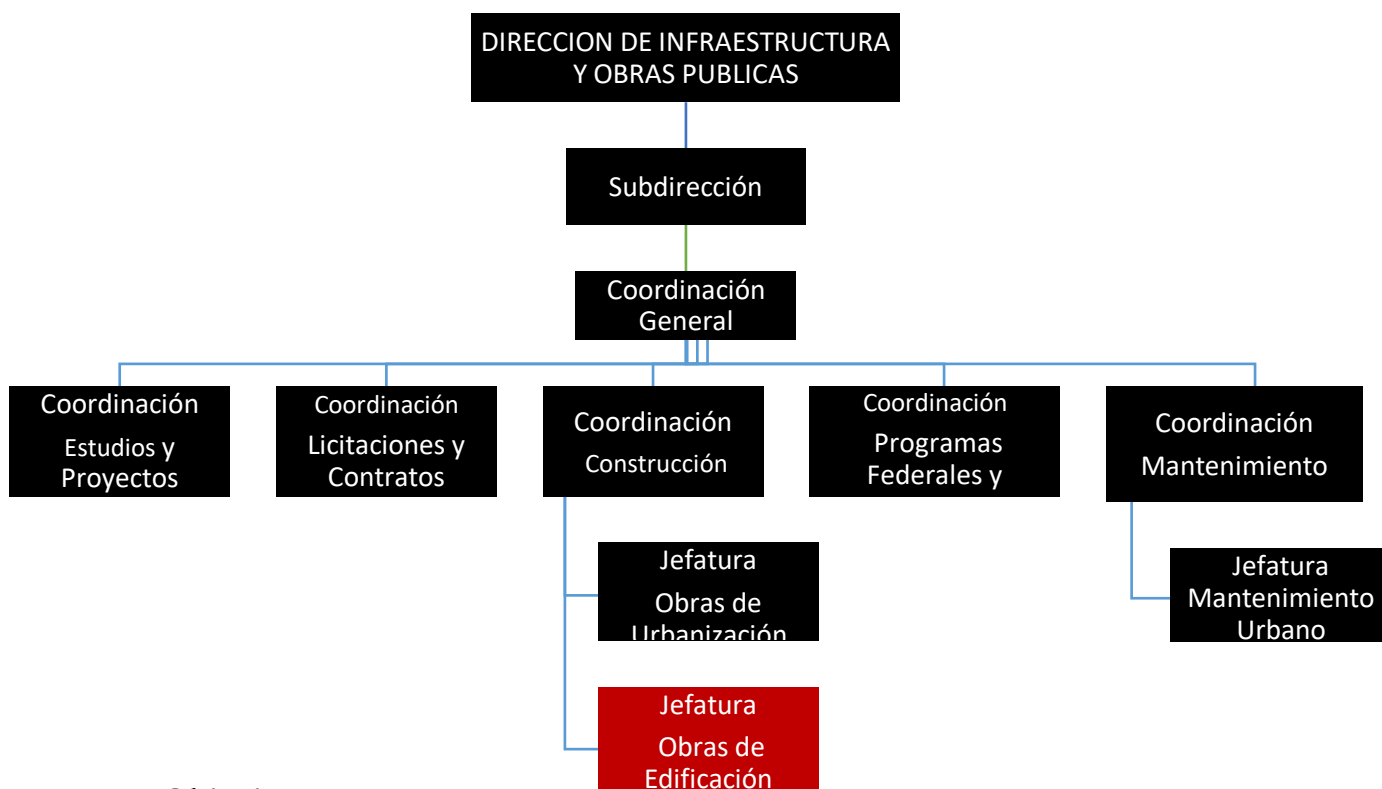 DIRECCION DE INFRAESTRUCTURA
Y OBRAS PUBLICAS
Subdirección
Coordinación
General
Coordinación
Estudios y
Proyectos
Coordinación
Licitaciones y
Contratos
Coordinación
Construcción
Coordinación
Programas
Federales y
Coordinación
Mantenimiento
Jefatura
Obras de
Urbanización
Jefatura
Mantenimiento
Urbano
Jefatura
Obras de
Edificación